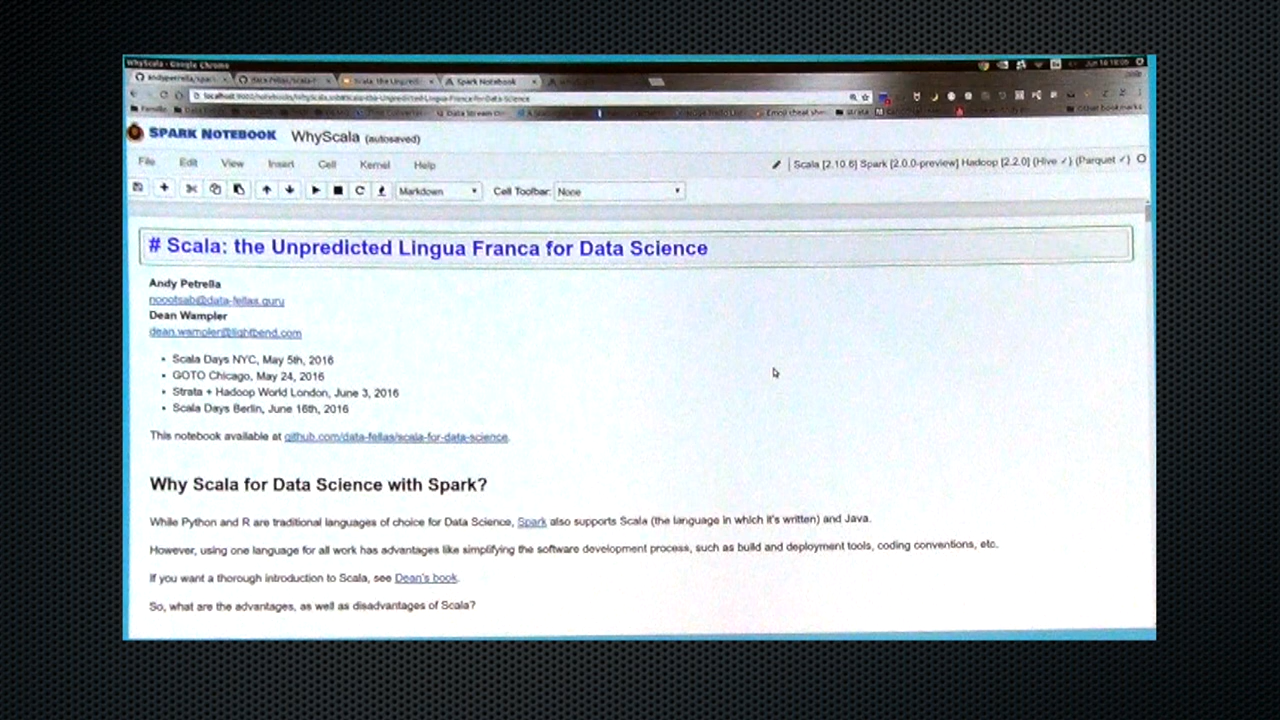 WhyScala - Google Chrome
Spark Notebook
SPARK NOTEBOOK WhyScala (autosaved)
File Edit View Insert Cell Kernel Help
Scala [2.10.6] Spark [2.0.0-preview] Hadoop [2.2.0] (Hive ✓) (Parquet ✓)
Markdown Cell Toolbar: None
# Scala: the Unpredicted Lingua Franca for Data Science
Andy Petrella
noootsab@data-fellas.guru
Dean Wampler
dean.wampler@lightbend.com
• Scala Days NYC, May 5th, 2016
• GOTO Chicago, May 24, 2016
• Strata + Hadoop World London, June 3, 2016
• Scala Days Berlin, June 16th, 2016
This notebook available at github.com/data-fellas/scala-for-data-science.
Why Scala for Data Science with Spark?
While Python and R are traditional languages of choice for Data Science, Spark also supports Scala (the language in which it's written) and Java.
However, using one language for all work has advantages like simplifying the software development process, such as build and deployment tools, coding conventions, etc.
If you want a thorough introduction to Scala, see Dean's book.
So, what are the advantages, as well as disadvantages of Scala?